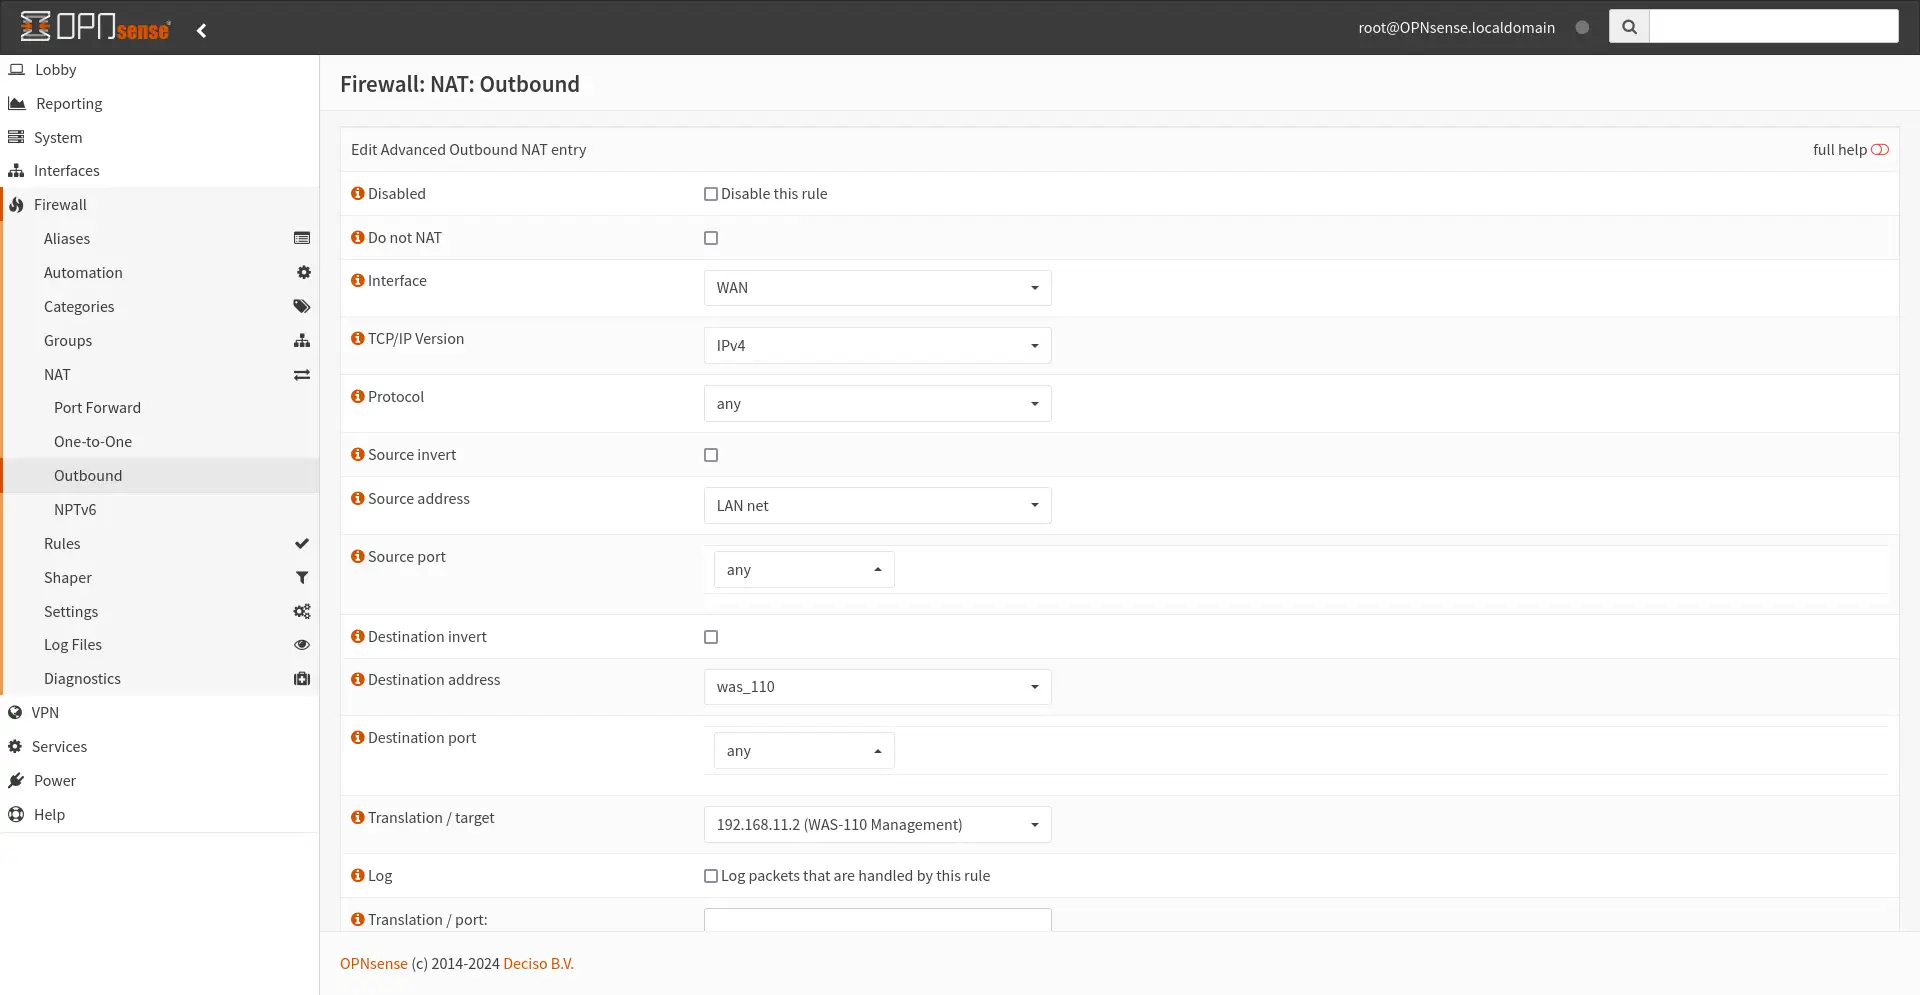 OPNsense
root@OPNsense.localdomain
Lobby
Reporting
System
Interfaces
Firewall
Aliases
Automation
Categories
Groups
NAT
Port Forward
One-to-One
Outbound
NPTv6
Rules
Shaper
Settings
Log Files
Diagnostics
VPN
Services
Power
Help
Firewall: NAT: Outbound
Edit Advanced Outbound NAT entry full help
Disabled Disable this rule
Do not NAT
Interface WAN
TCP/IP Version IPv4
Protocol any
Source invert
Source address LAN net
Source port any
Destination invert
Destination address was_110
Destination port any
Translation / target 192.168.11.2 (WAS-110 Management)
Log Log packets that are handled by this rule
Translation / port:
OPNsense (c) 2014-2024 Deciso B.V.